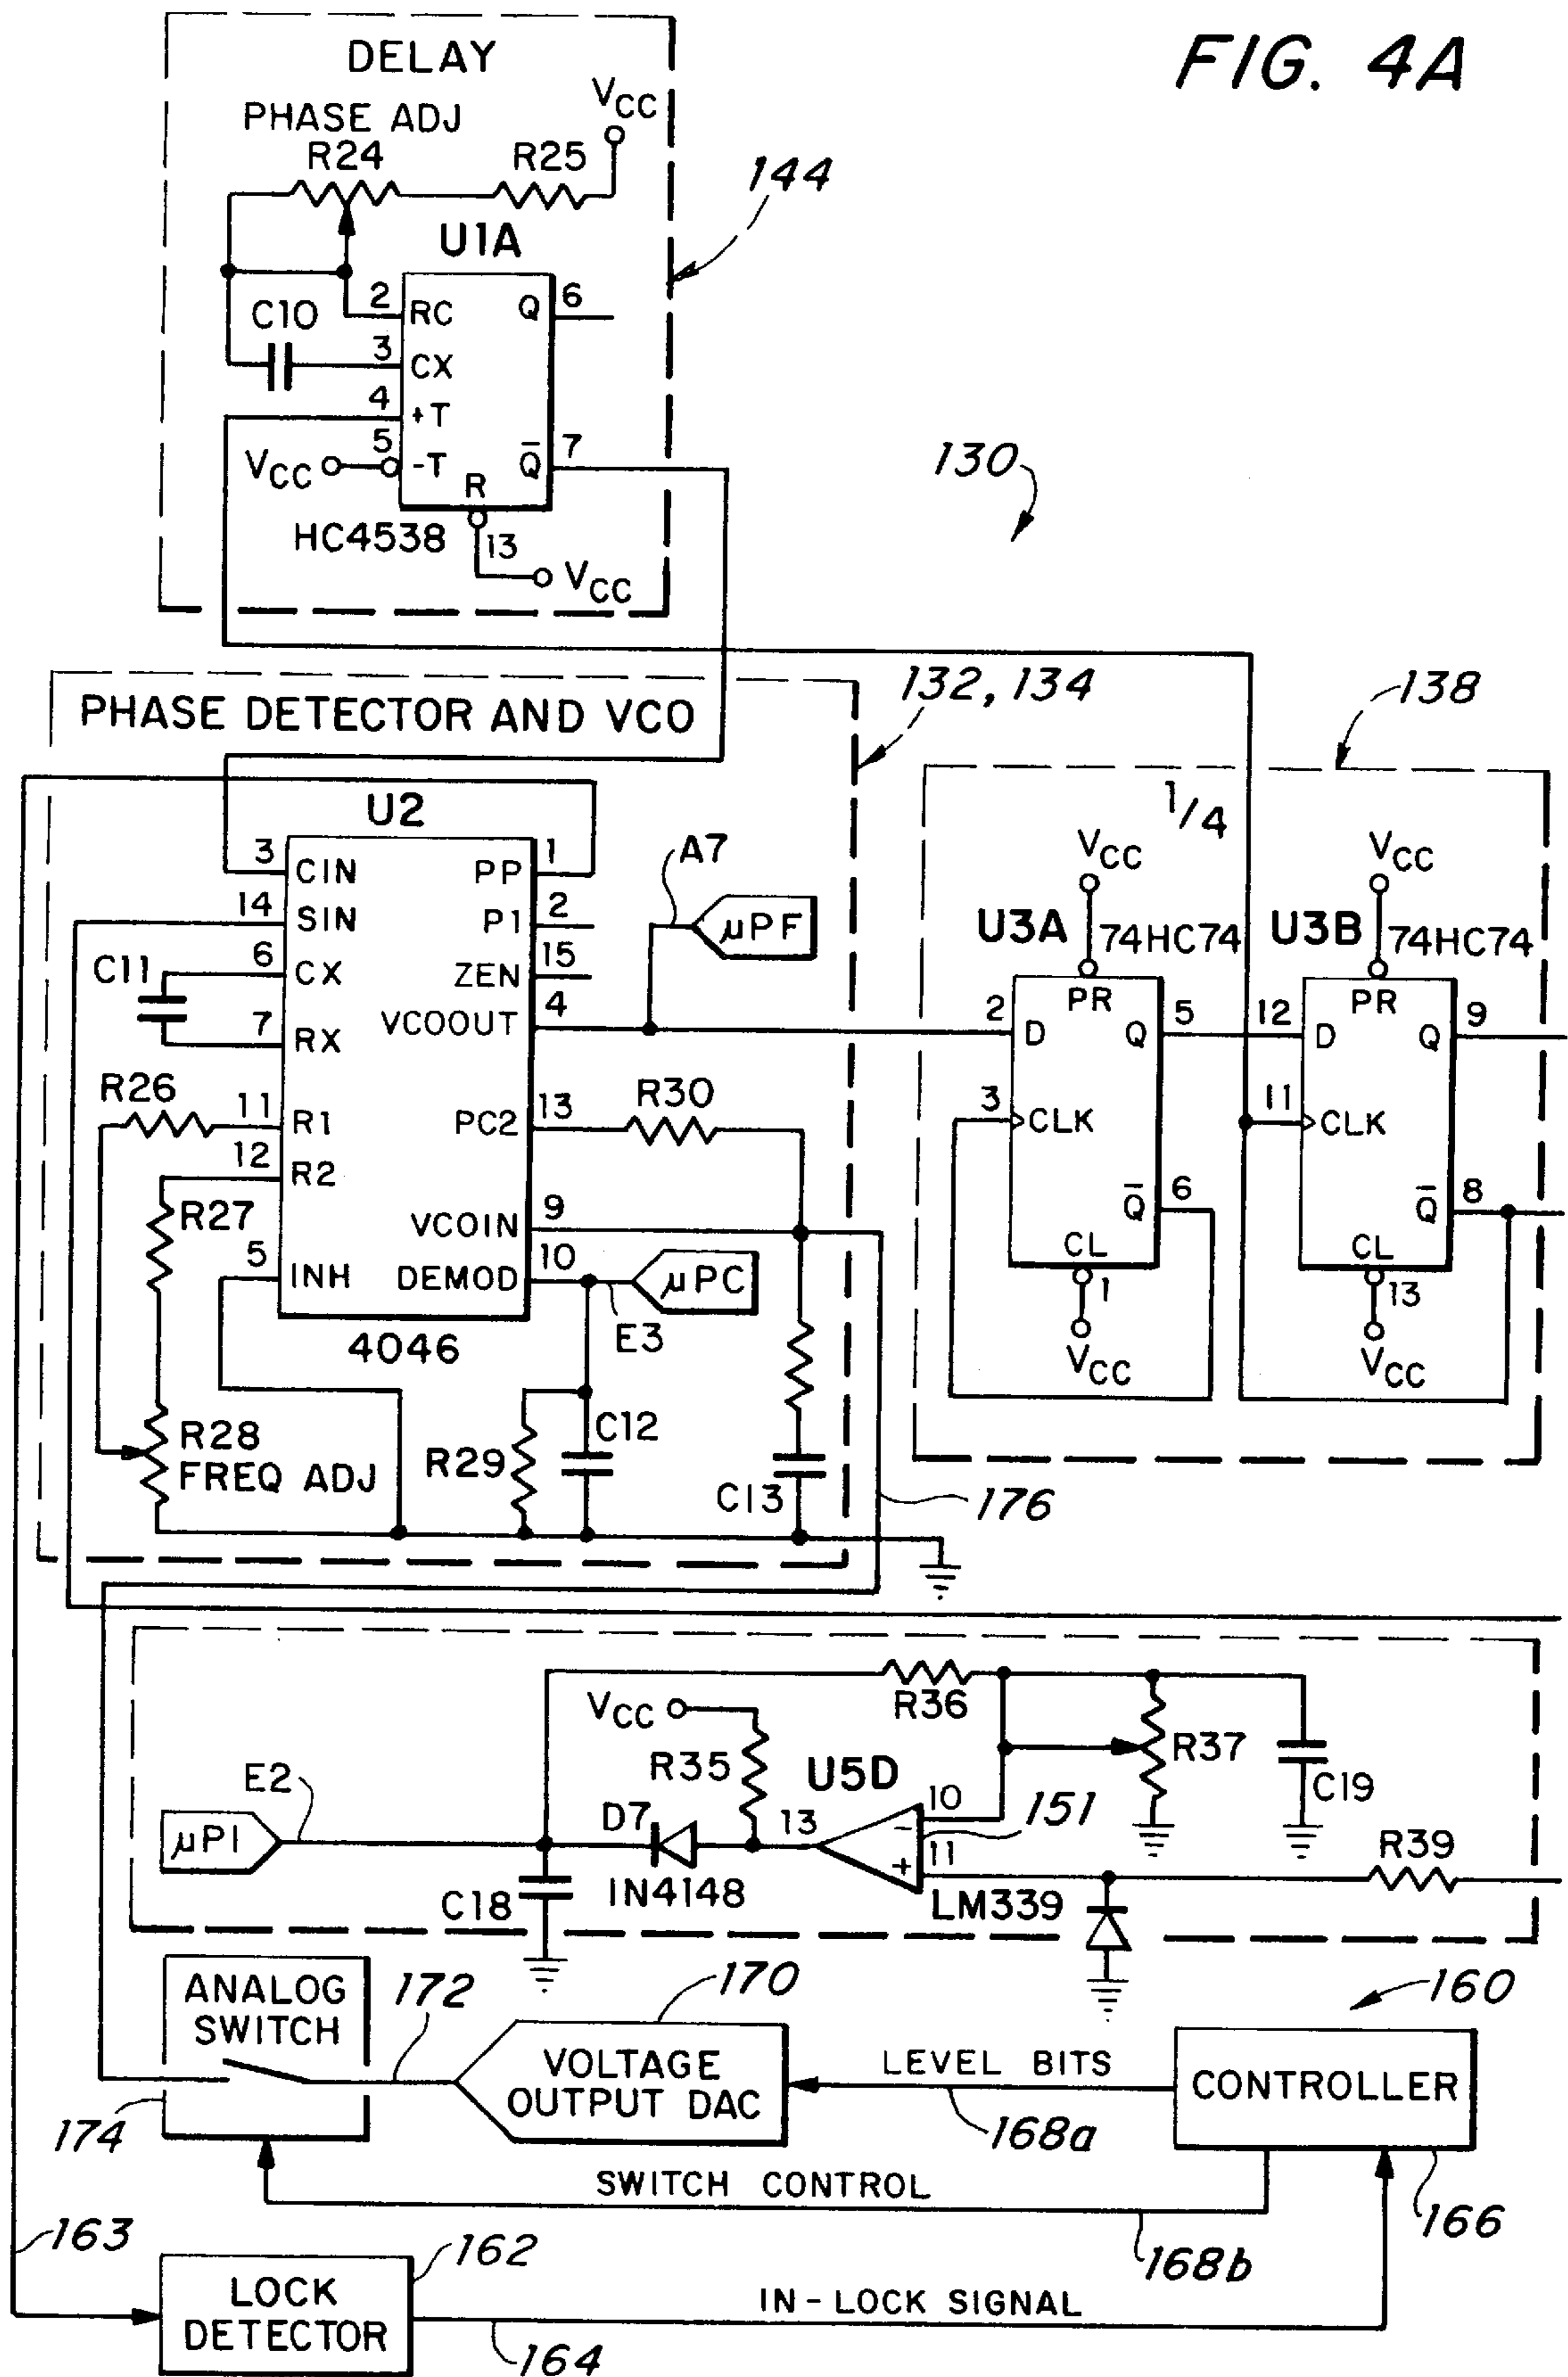 FIG. 4A
DELAY
PHASE ADJ
VCC
R24
R25
144
U1A
C10
2
RC
Q
6
3
CX
4
+T
5
VCC
-T
Q̅
7
R
HC4538
13
VCC
130
132, 134
138
PHASE DETECTOR AND VCO
1/4
U2
A7
VCC
VCC
3
CIN
PP
1
14
SIN
P1
2
µPF
U3A
74HC74
U3B
74HC74
C11
6
CX
ZEN
15
7
RX
VCOOUT
4
2
D
PR
Q
5
12
D
PR
Q
9
R26
11
R1
PC2
13
R30
3
CLK
11
CLK
12
R2
R27
VCOIN
9
Q̅
6
Q̅
8
5
INH
DEMOD
10
µPC
CL
1
CL
13
4046
E3
VCC
VCC
R28
FREQ ADJ
R29
C12
C13
176
VCC
R36
R35
U5D
R37
C19
E2
µPI
D7
13
10
-
151
11
+
R39
C18
IN4148
LM339
ANALOG
SWITCH
172
170
160
VOLTAGE
OUTPUT DAC
LEVEL BITS
CONTROLLER
174
168a
SWITCH CONTROL
163
162
168b
166
LOCK
DETECTOR
IN-LOCK SIGNAL
164